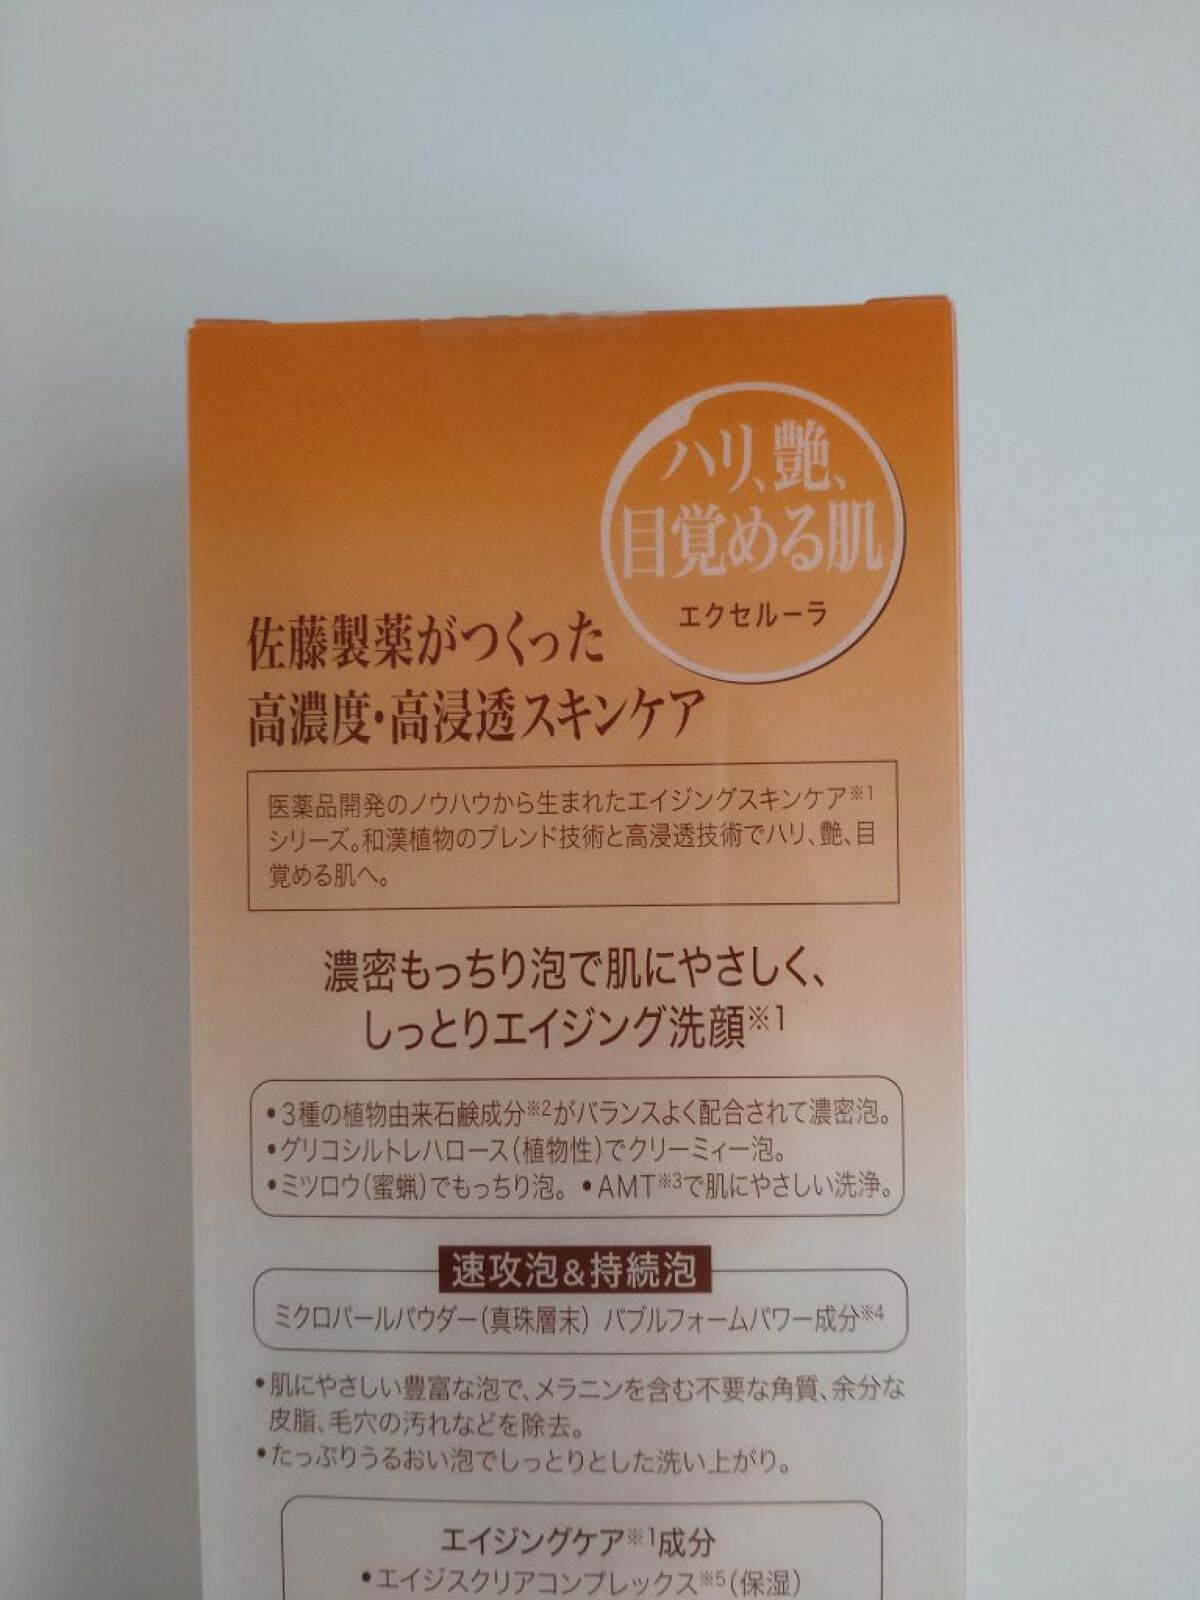 ハリ、艶、
目覚める肌
エクセルーラ
佐藤製薬がつくった
高濃度・高浸透スキンケア
医薬品開発のノウハウから生まれたエイジングスキンケア※1
シリーズ。和漢植物のブレンド技術と高浸透技術でハリ、艶、目
覚める肌へ。
濃密もっちり泡で肌にやさしく、
しっとりエイジング洗顔※1
•3種の植物由来石鹸成分※2がバランスよく配合されて濃密泡。
•グリコシルトレハロース(植物性)でクリーミィー泡。
•ミツロウ(蜜蝋)でもっちり泡。 •AMT※3で肌にやさしい洗浄。
速攻泡&持続泡
ミクロパールパウダー(真珠層末) バブルフォームパワー成分※4
•肌にやさしい豊富な泡で、メラニンを含む不要な角質、余分な
皮脂、毛穴の汚れなどを除去。
•たっぷりうるおい泡でしっとりとした洗い上がり。
エイジングケア※1成分
•エイジスクリアコンプレックス※5(保湿)